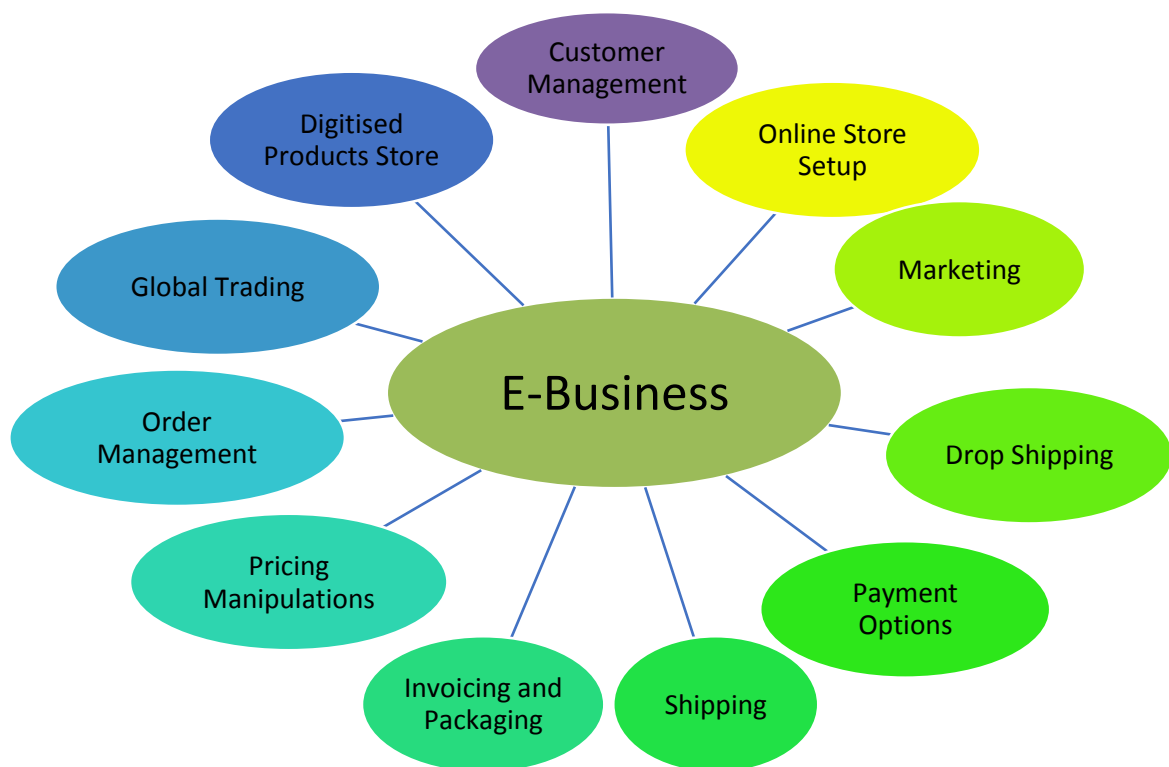 Customer
Management
Online Store
Setup
Digitised
Products Store
Marketing
Global Trading
E-Business
Order
Management
Drop Shipping
Pricing
Manipulations
Payment
Options
Invoicing and
Packaging
Shipping